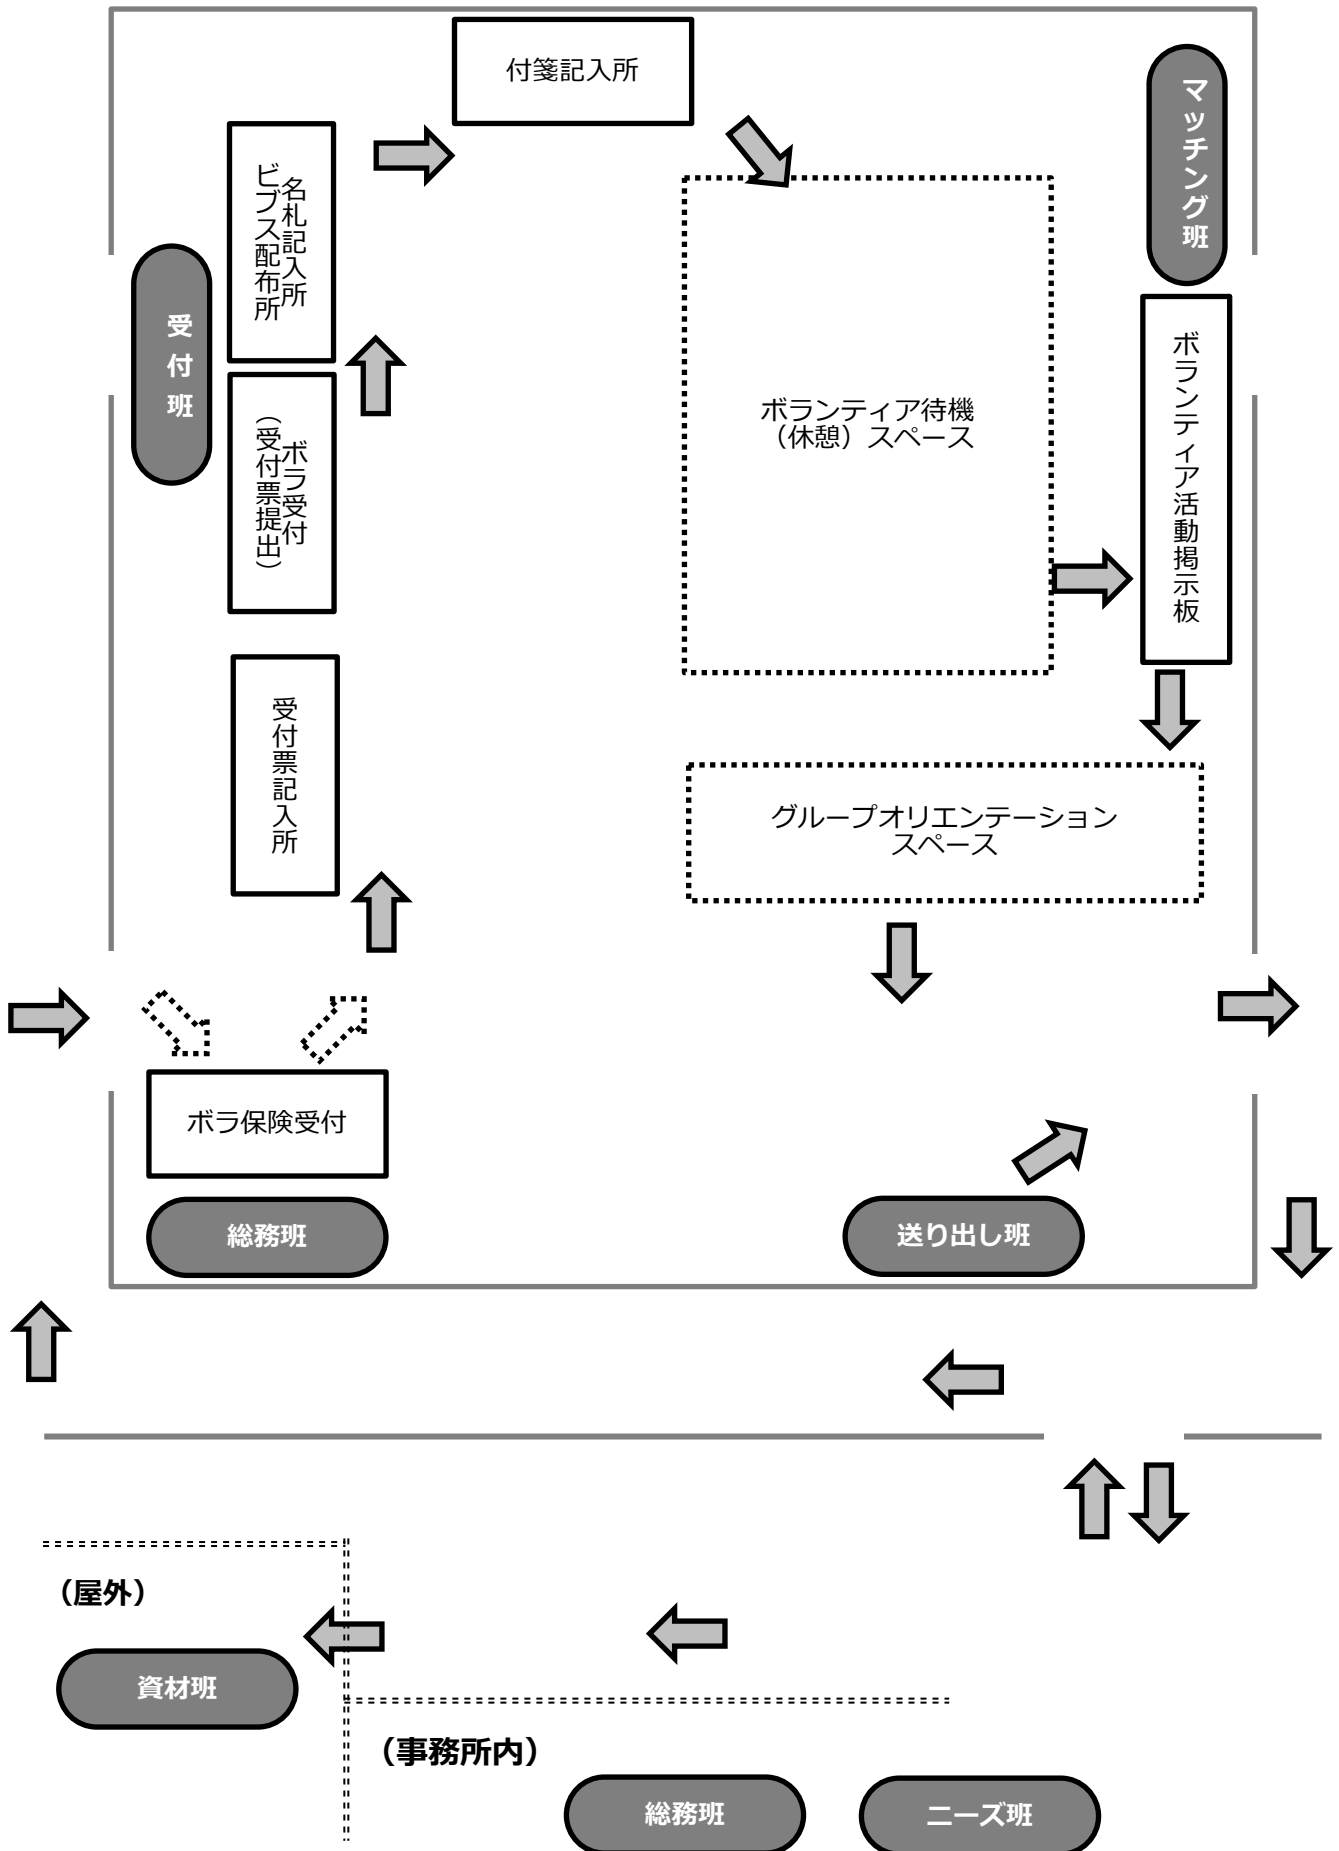 付箋記入所
マッチング班
名札記入所
ビブス配布所
受付班
ボラ受付
（受付票提出）
ボランティア待機
（休憩）スペース
ボランティア活動掲示板
受付票記入所
グループオリエンテーション
スペース
ボラ保険受付
総務班
送り出し班
（屋外）
資材班
（事務所内）
総務班
ニーズ班